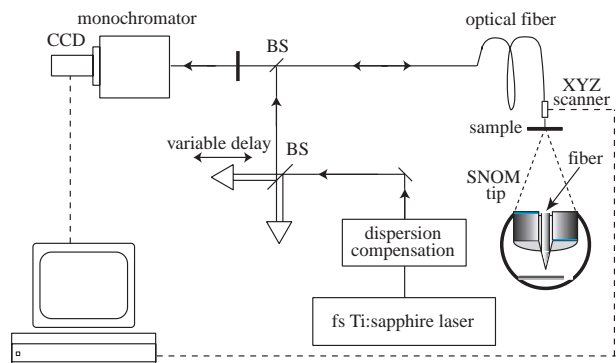 monochromator
CCD
BS
optical fiber
XYZ
scanner
sample
variable delay
BS
SNOM
tip
fiber
dispersion
compensation
fs Ti:sapphire laser